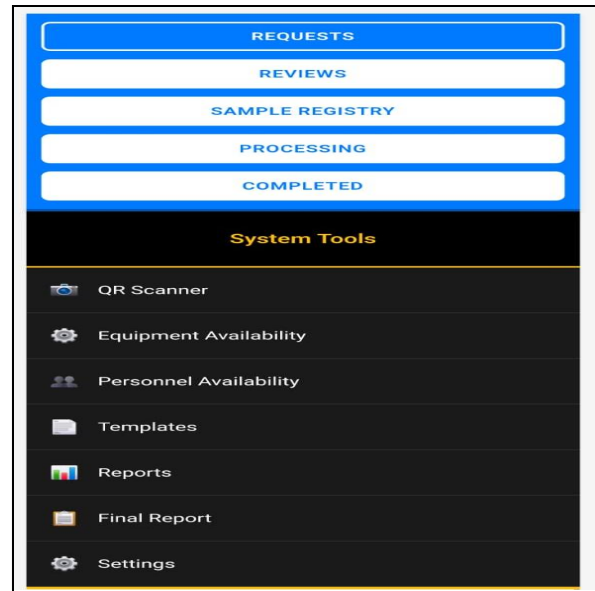 REQUESTS
REVIEWS
SAMPLE REGISTRY
PROCESSING
COMPLETED
System Tools
QR Scanner
Equipment Availability
Personnel Availability
Templates
Reports
Final Report
Settings